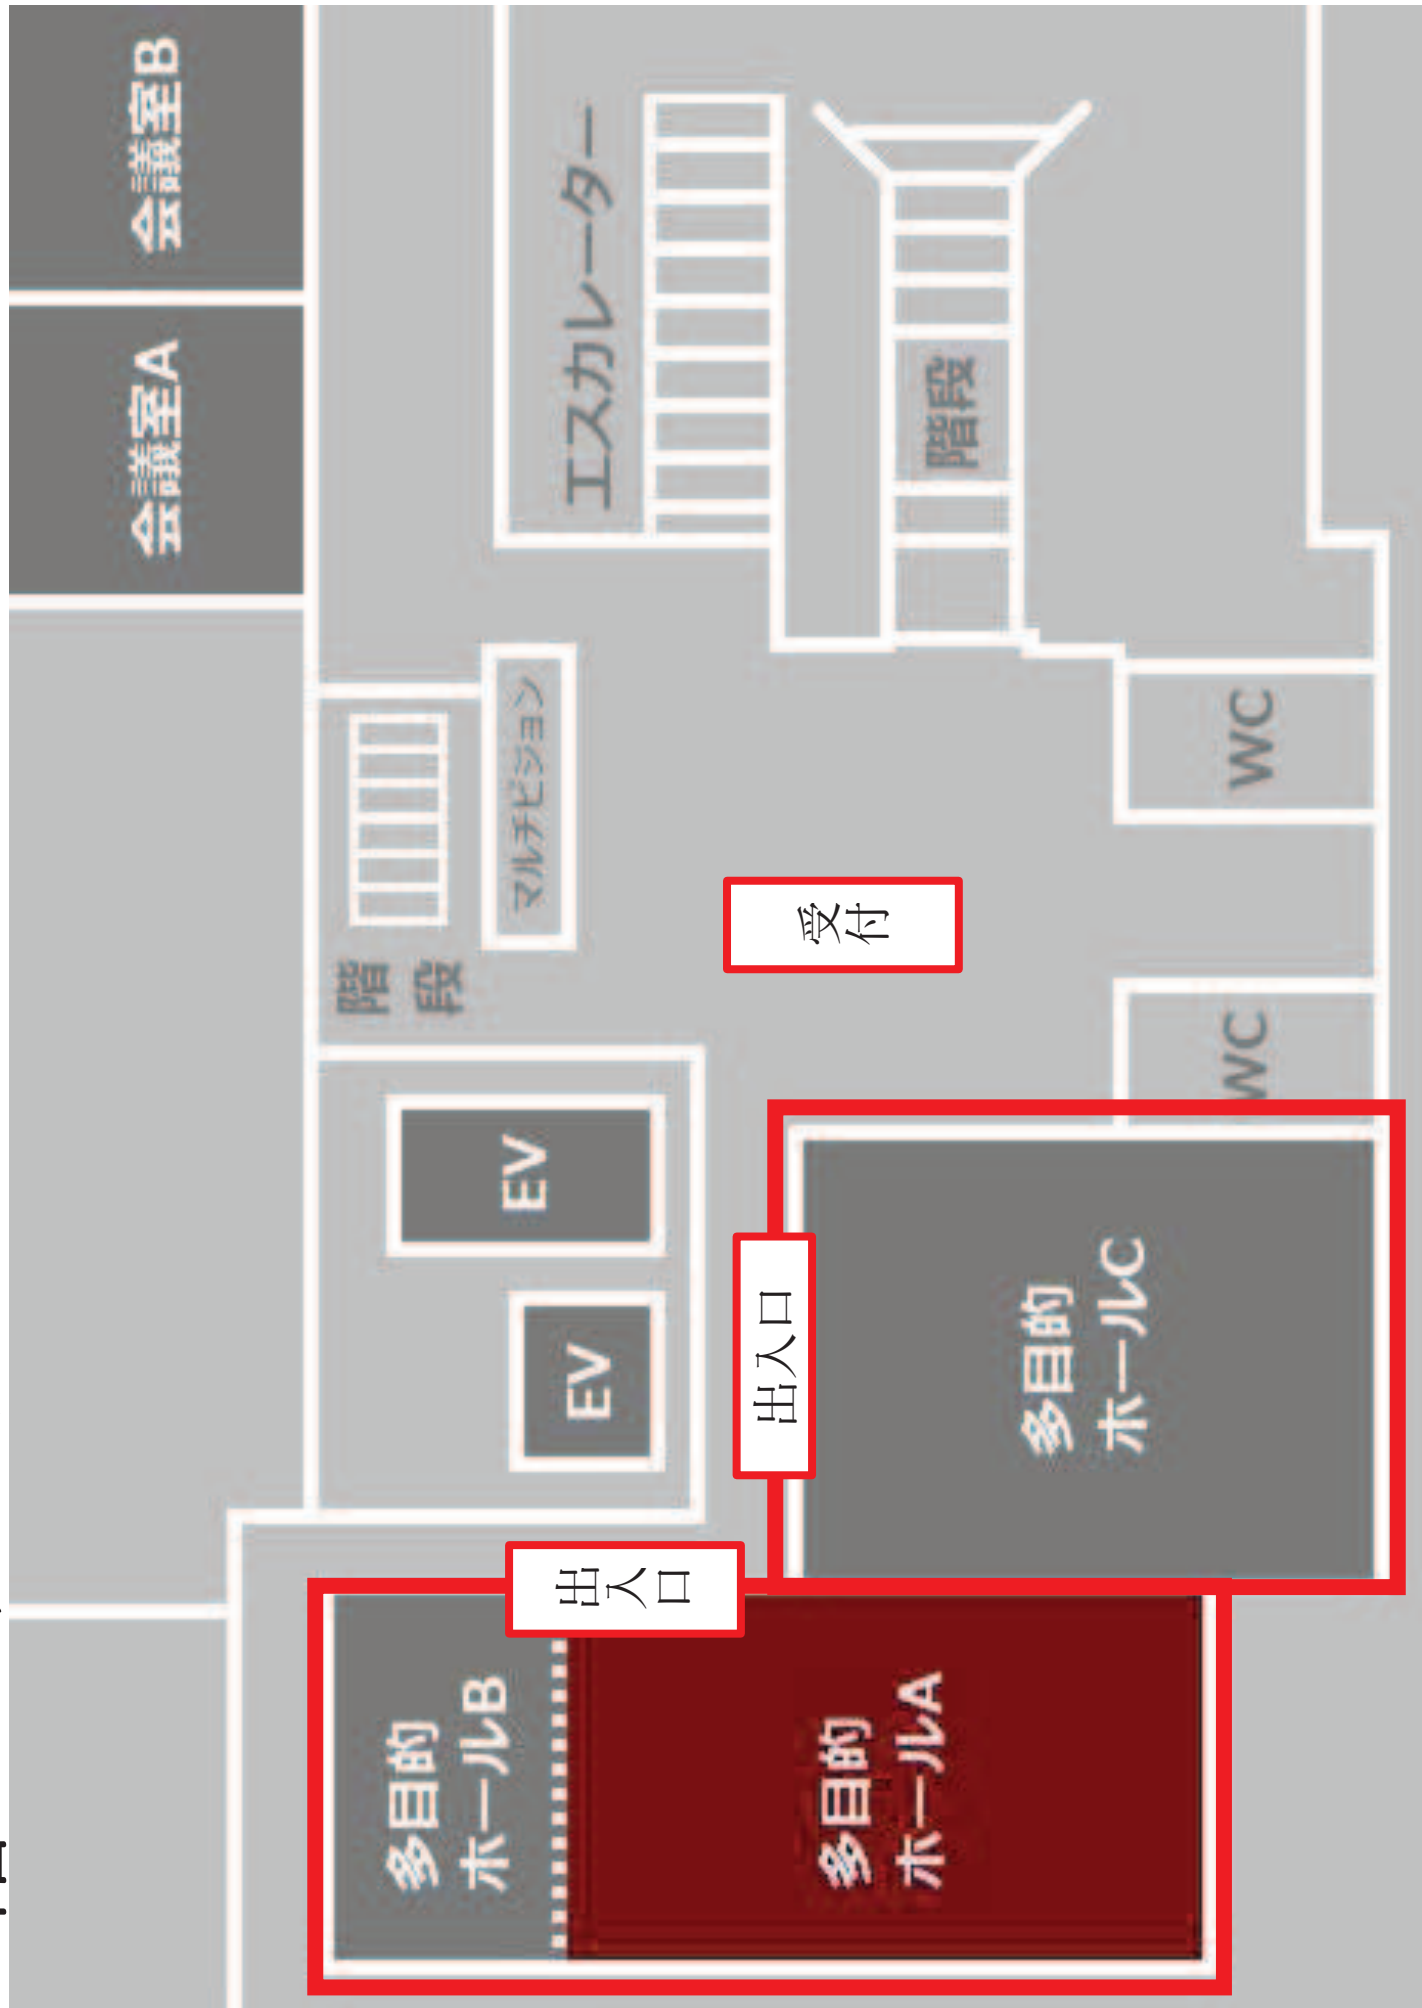 会議室A
会議室B
階
段
多目的
ホールB
EV
マルチビジョン
EV
エスカレーター
出入口
出入口
受付
多目的
ホールA
階段
多目的
ホールC
WC
WC